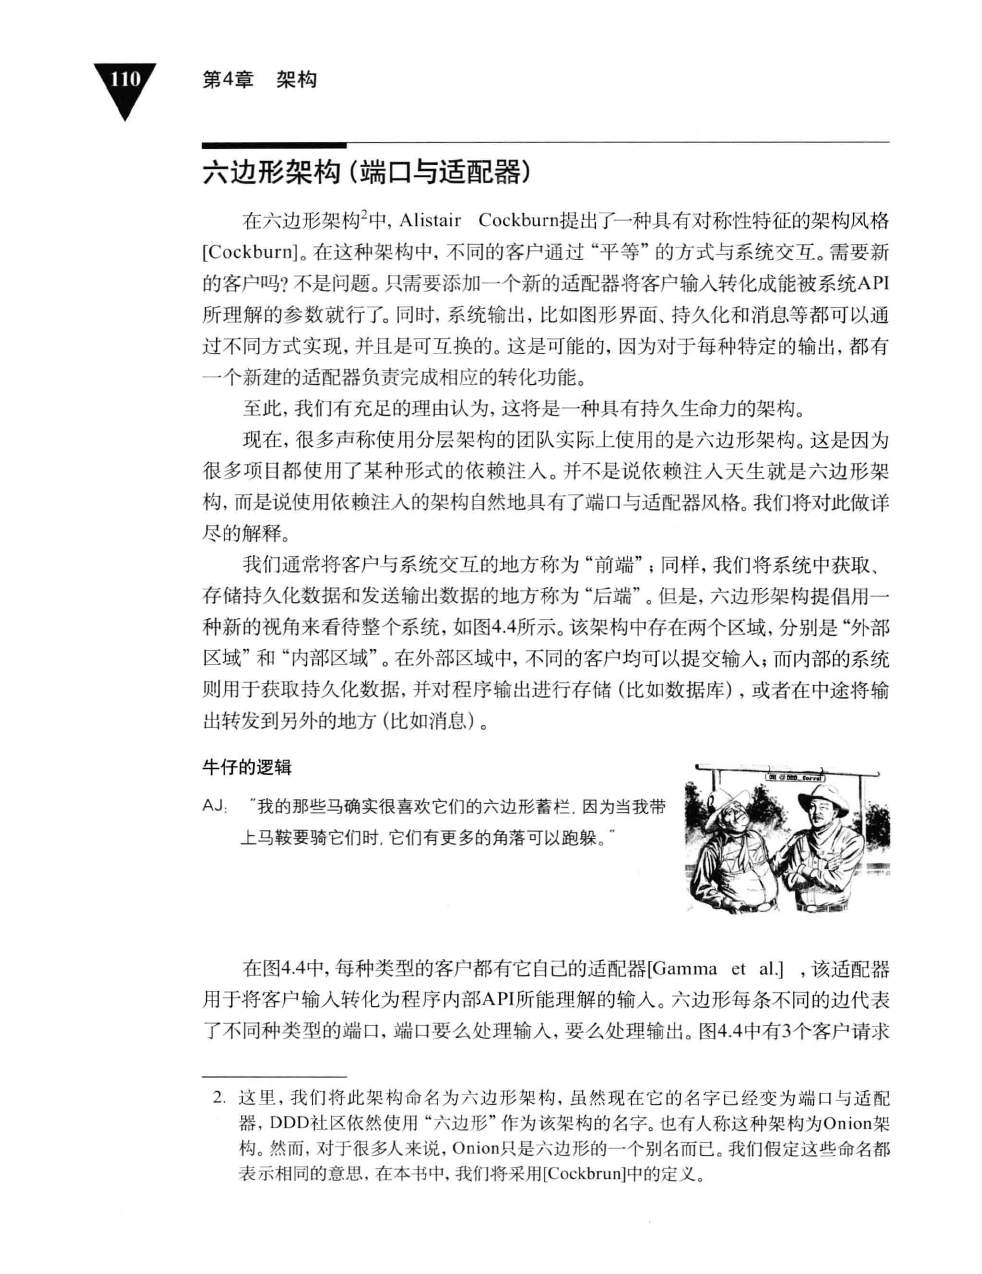 110
第4章 架构
六边形架构（端口与适配器）
在六边形架构2中，Alistair Cockburn提出了一种具有对称性特征的架构风格
[Cockburn]。在这种架构中，不同的客户通过“平等”的方式与系统交互。需要新
的客户吗？不是问题。只需要添加一个新的适配器将客户输入转化成能被系统API
所理解的参数就行了。同时，系统输出，比如图形界面、持久化和消息等都可以通
过不同方式实现，并且是可互换的。这是可能的，因为对于每种特定的输出，都有
一个新建的适配器负责完成相应的转化功能。
至此，我们有充足的理由认为，这将是一种具有持久生命力的架构。
现在，很多声称使用分层架构的团队实际上使用的是六边形架构。这是因为
很多项目都使用了某种形式的依赖注入。并不是说依赖注入天生就是六边形架
构，而是说使用依赖注入的架构自然地具有了端口与适配器风格。我们将对此做详
尽的解释。
我们通常将客户与系统交互的地方称为“前端”；同样，我们将系统中获取、
存储持久化数据和发送输出数据的地方称为“后端”。但是，六边形架构提倡用一
种新的视角来看待整个系统，如图4.4所示。该架构中存在两个区域，分别是“外部
区域”和“内部区域”。在外部区域中，不同的客户均可以提交输入；而内部的系统
则用于获取持久化数据，并对程序输出进行存储（比如数据库），或者在中途将输
出转发到另外的地方（比如消息）。
牛仔的逻辑
AJ： “我的那些马确实很喜欢它们的六边形蓄栏，因为当我带
上马鞍要骑它们时，它们有更多的角落可以跑躲。”
在图4.4中，每种类型的客户都有它自己的适配器[Gamma et al.]，该适配器
用于将客户输入转化为程序内部API所能理解的输入。六边形每条不同的边代表
了不同种类型的端口，端口要么处理输入，要么处理输出。图4.4中有3个客户请求
2. 这里，我们将此架构命名为六边形架构，虽然现在它的名字已经变为端口与适配
器，DDD社区依然使用“六边形”作为该架构的名字。也有人称这种架构为Onion架
构。然而，对于很多人来说，Onion只是六边形的一个别名而已。我们假定这些命名都
表示相同的意思，在本书中，我们将采用[Cockbrun]中的定义。